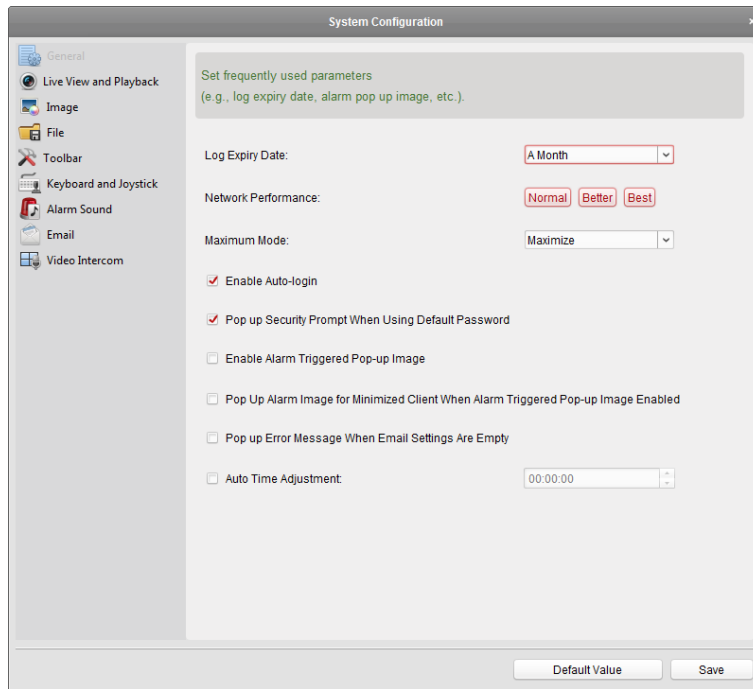 System Configuration
General
Live View and Playback
Image
File
Toolbar
Keyboard and Joystick
Alarm Sound
Email
Video Intercom
Set frequently used parameters
(e.g., log expiry date, alarm pop up image, etc.).
Log Expiry Date: A Month
Network Performance: Normal Better Best
Maximum Mode: Maximize
Enable Auto-login
Pop up Security Prompt When Using Default Password
Enable Alarm Triggered Pop-up Image
Pop Up Alarm Image for Minimized Client When Alarm Triggered Pop-up Image Enabled
Pop up Error Message When Email Settings Are Empty
Auto Time Adjustment: 00:00:00
Default Value Save